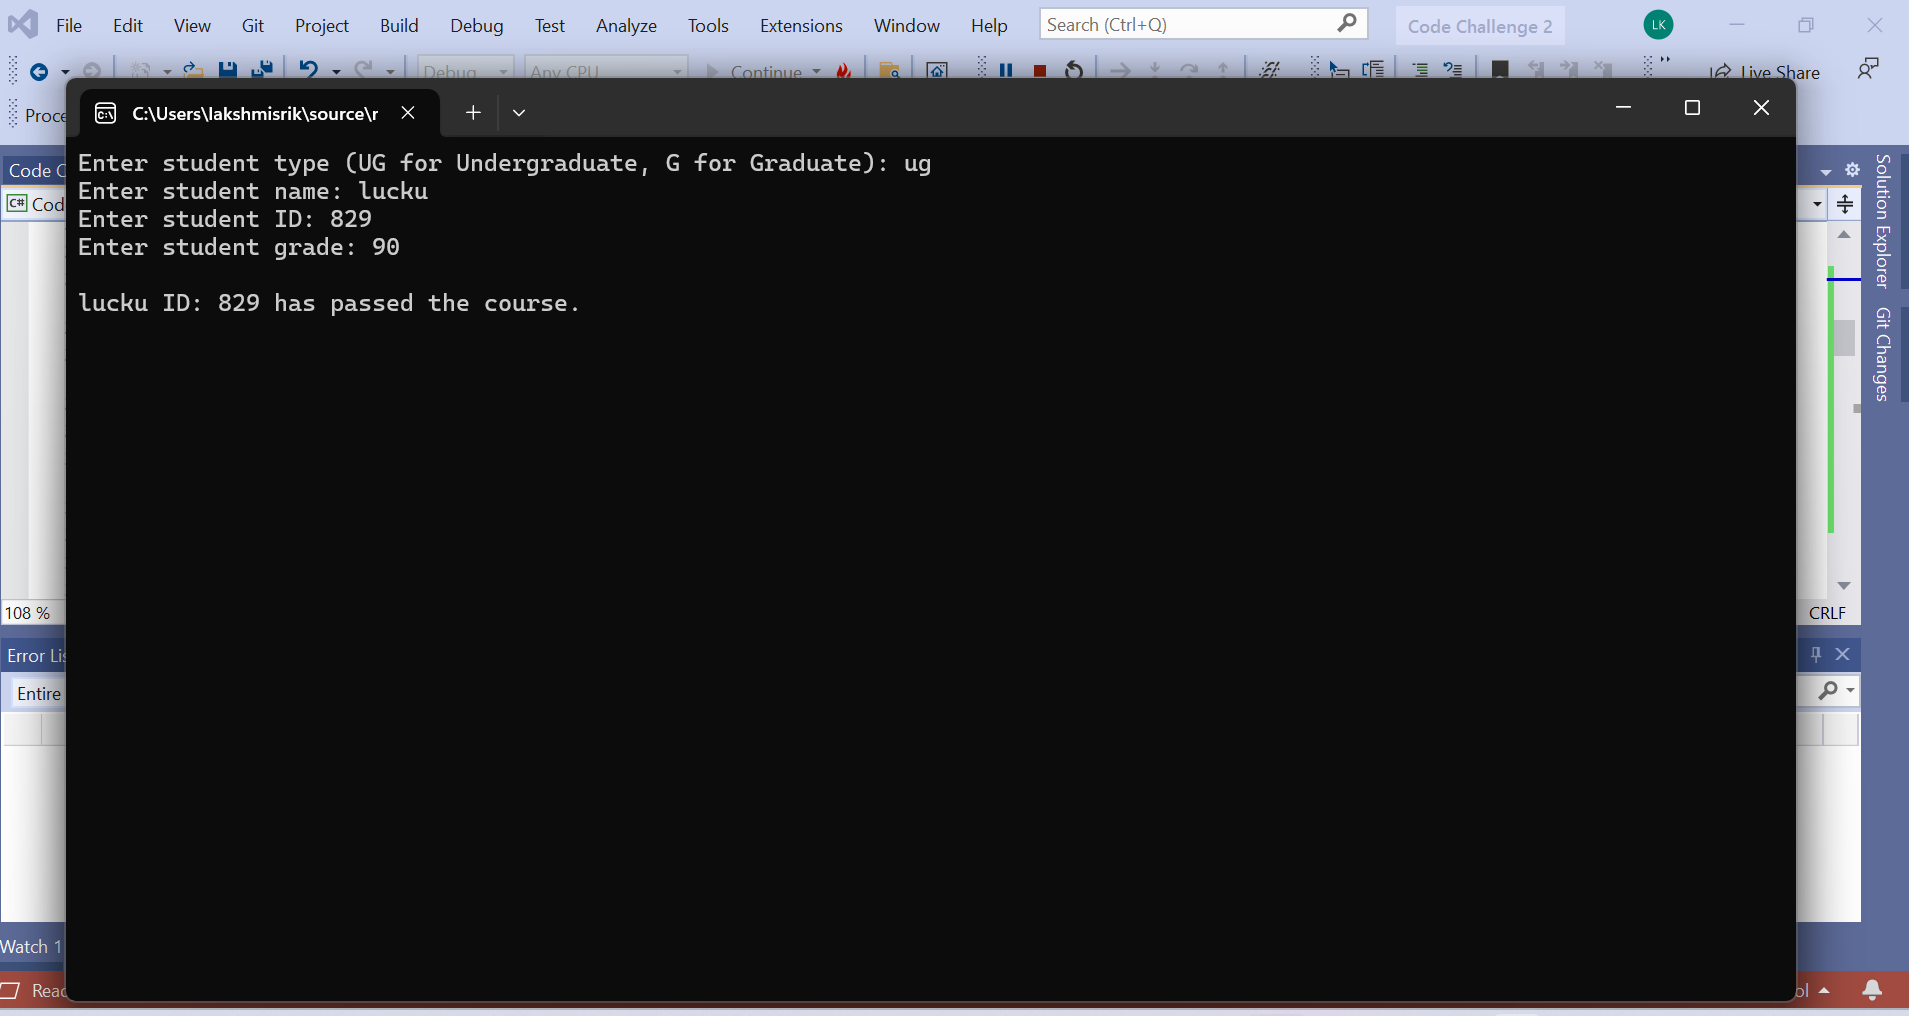 File Edit View Git Project Build Debug Test Analyze Tools Extensions Window Help Search (Ctrl+Q) Code Challenge 2 LK
Debug Any CPU Continue Live Share
C:\Users\lakshmisrik\source\r
Enter student type (UG for Undergraduate, G for Graduate): ug
Enter student name: lucku
Enter student ID: 829
Enter student grade: 90
lucku ID: 829 has passed the course.
Code
C# Cod
Solution Explorer
Git Changes
108 %
CRLF
Error Lis
Entire
Watch 1